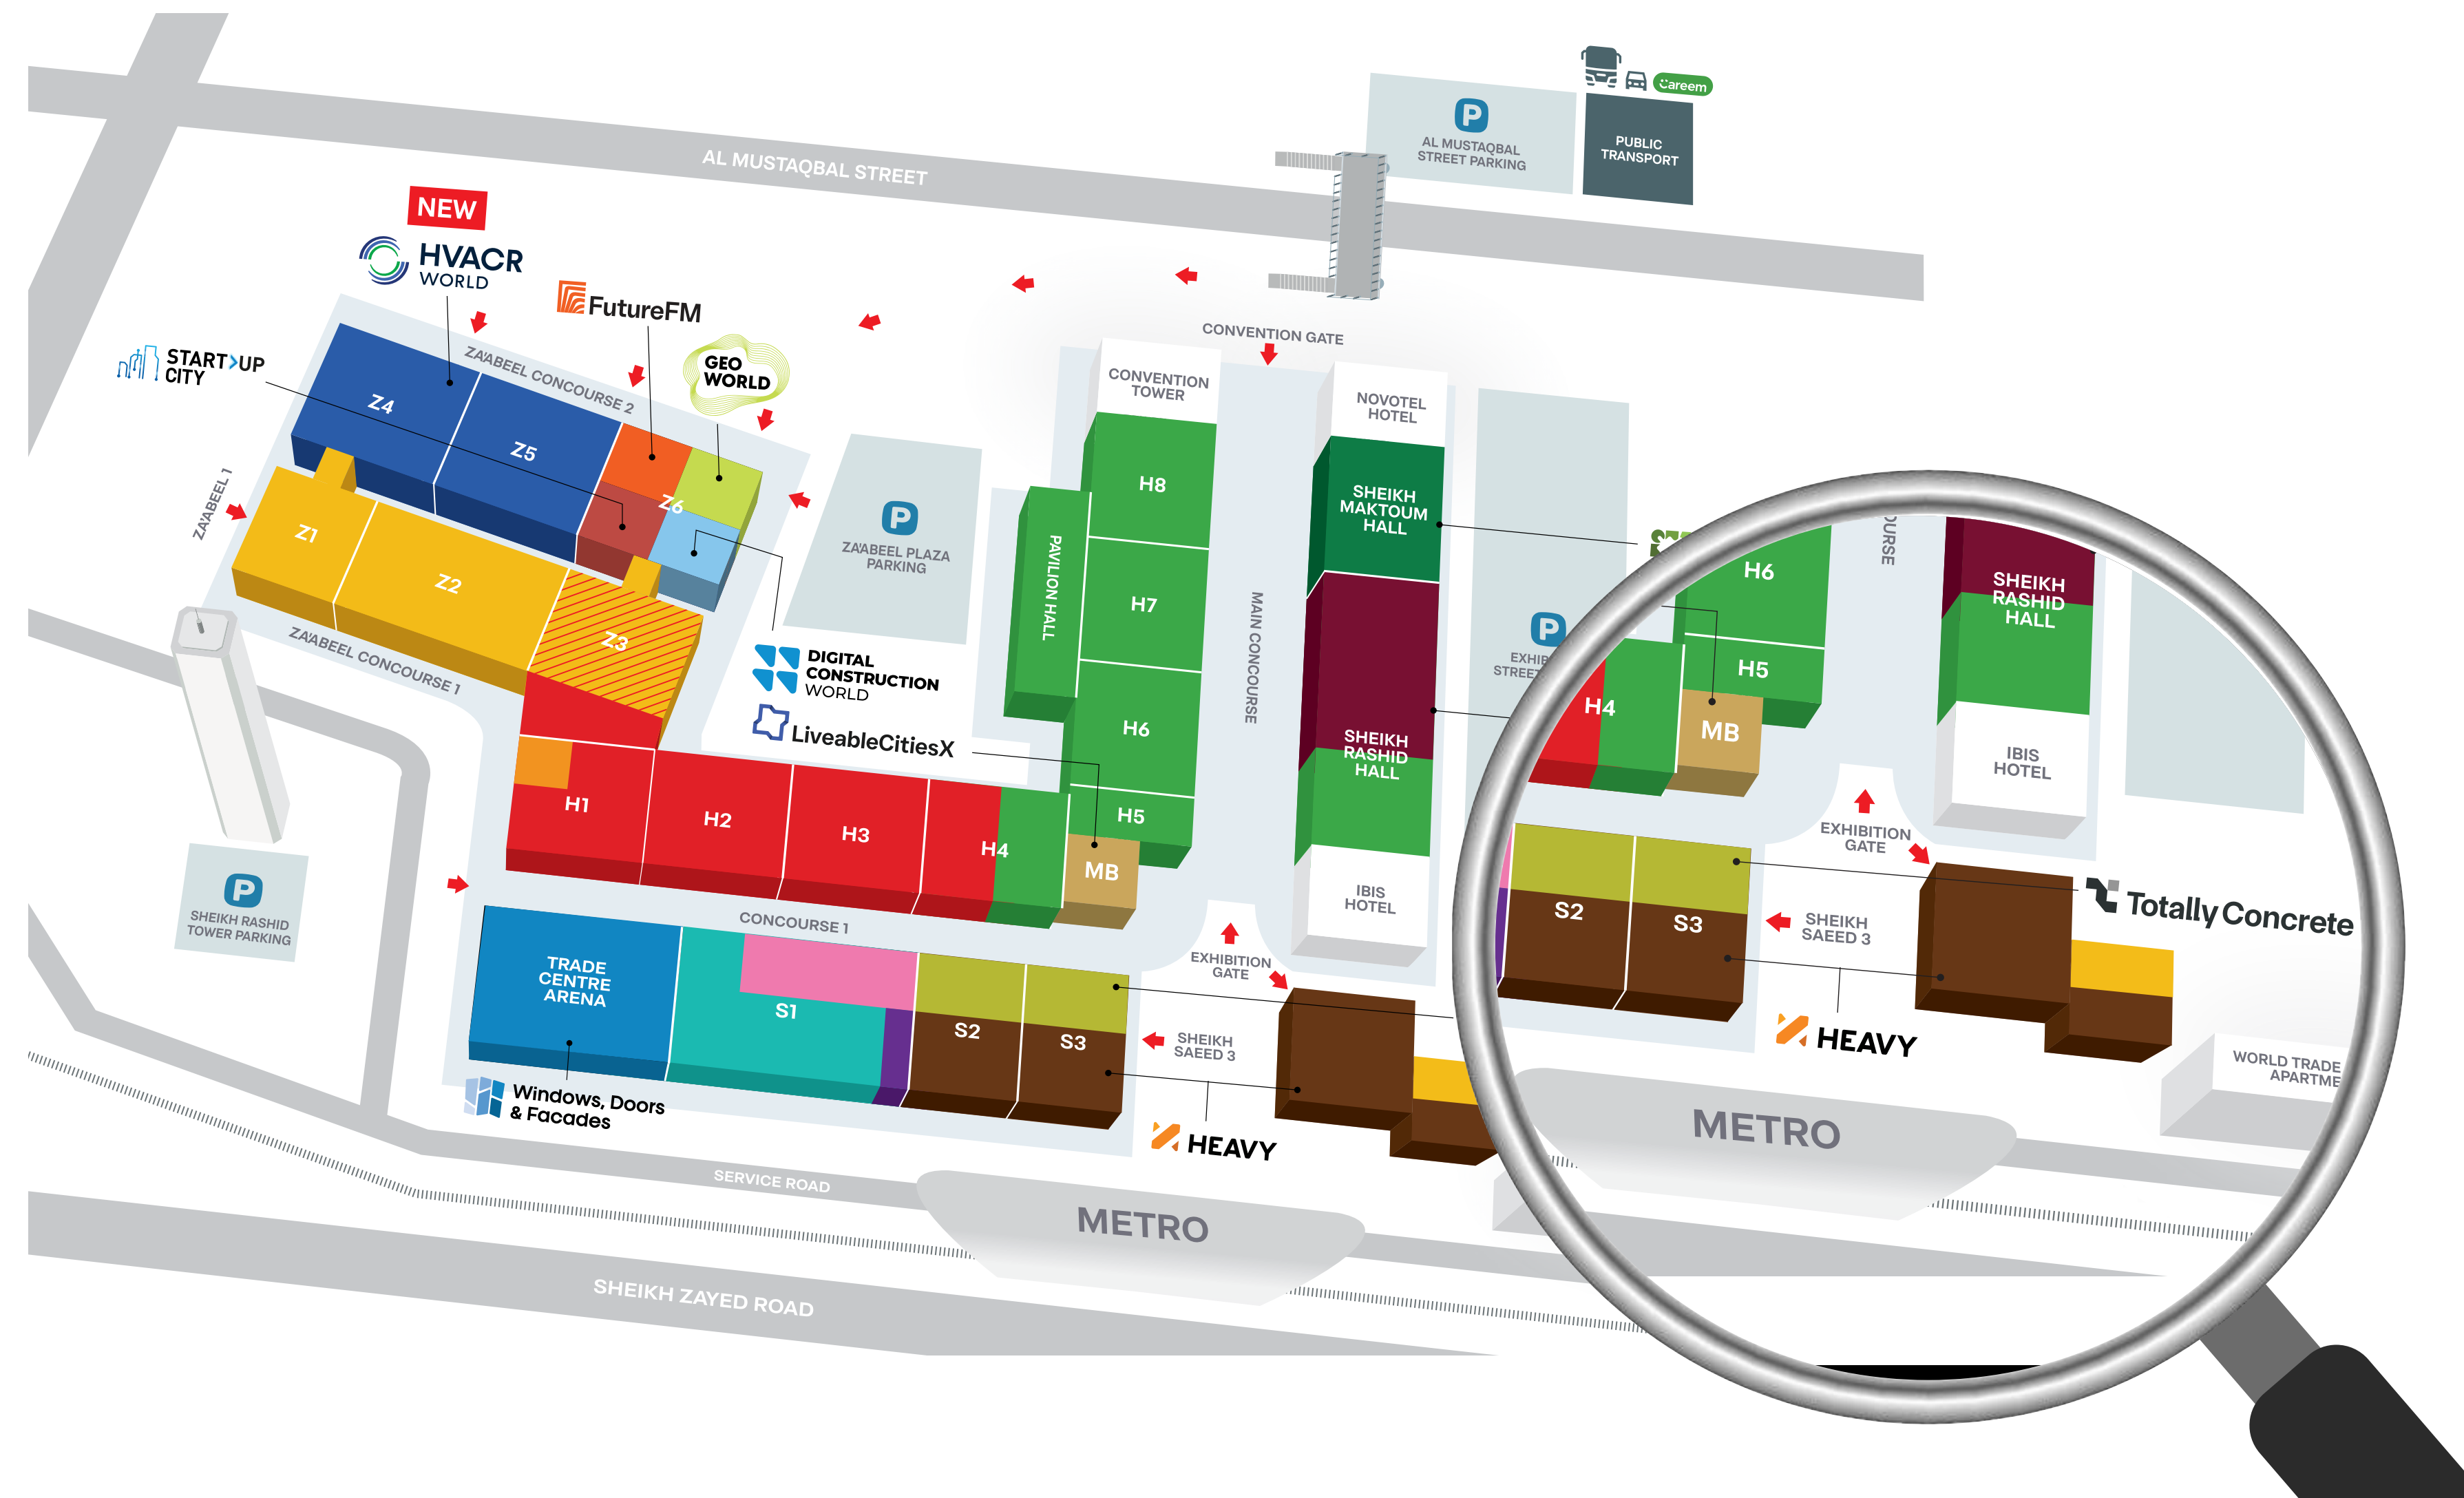 AL MUSTAQBAL STREET
P
AL MUSTAQBAL
STREET PARKING
Careem
PUBLIC
TRANSPORT
NEW
HVACR
WORLD
FutureFM
GEO
WORLD
START>UP
CITY
ZA'ABEEL CONCOURSE 2
Z4
Z5
Z6
ZA'ABEEL 1
Z1
Z2
Z3
ZA'ABEEL CONCOURSE 1
P
ZA'ABEEL PLAZA
PARKING
CONVENTION GATE
CONVENTION
TOWER
H8
H7
H6
H5
PAVILION HALL
MAIN CONCOURSE
NOVOTEL
HOTEL
SHEIKH
MAKTOUM
HALL
SHEIKH
RASHID
HALL
IBIS
HOTEL
P
STREET
DIGITAL
CONSTRUCTION
WORLD
LiveableCitiesX
H1
H2
H3
H4
MB
P
SHEIKH RASHID
TOWER PARKING
CONCOURSE 1
TRADE
CENTRE
ARENA
S1
S2
S3
EXHIBITION
GATE
SHEIKH
SAEED 3
Windows, Doors
& Facades
HEAVY
SERVICE ROAD
METRO
SHEIKH ZAYED ROAD
H6
H5
H4
MB
SHEIKH
RASHID
HALL
IBIS
HOTEL
EXHIBITION
GATE
S2
S3
SHEIKH
SAEED 3
Totally Concrete
HEAVY
WORLD TRADE
METRO